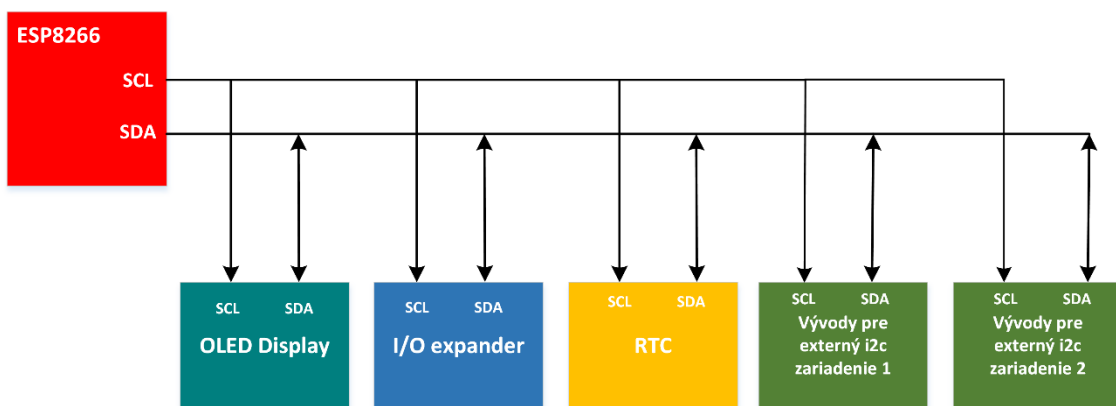 ESP8266
SCL
SDA
SCL SDA
OLED Display
SCL SDA
I/O expander
SCL SDA
RTC
SCL SDA
Vývody pre
externý i2c
zariadenie 1
SCL SDA
Vývody pre
externý i2c
zariadenie 2